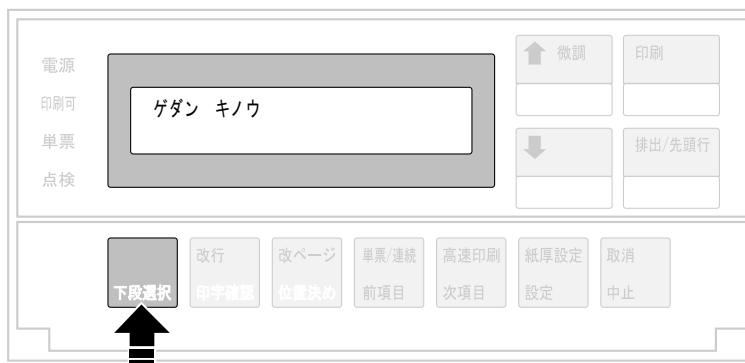 電源
印刷可
単票
点検
ゲダン キノウ
微調
印刷
排出/先頭行
下段選択
改行
印字確認
改ページ
位置決め
単票/連続
前項目
高速印刷
次項目
紙厚設定
設定
取消
中止